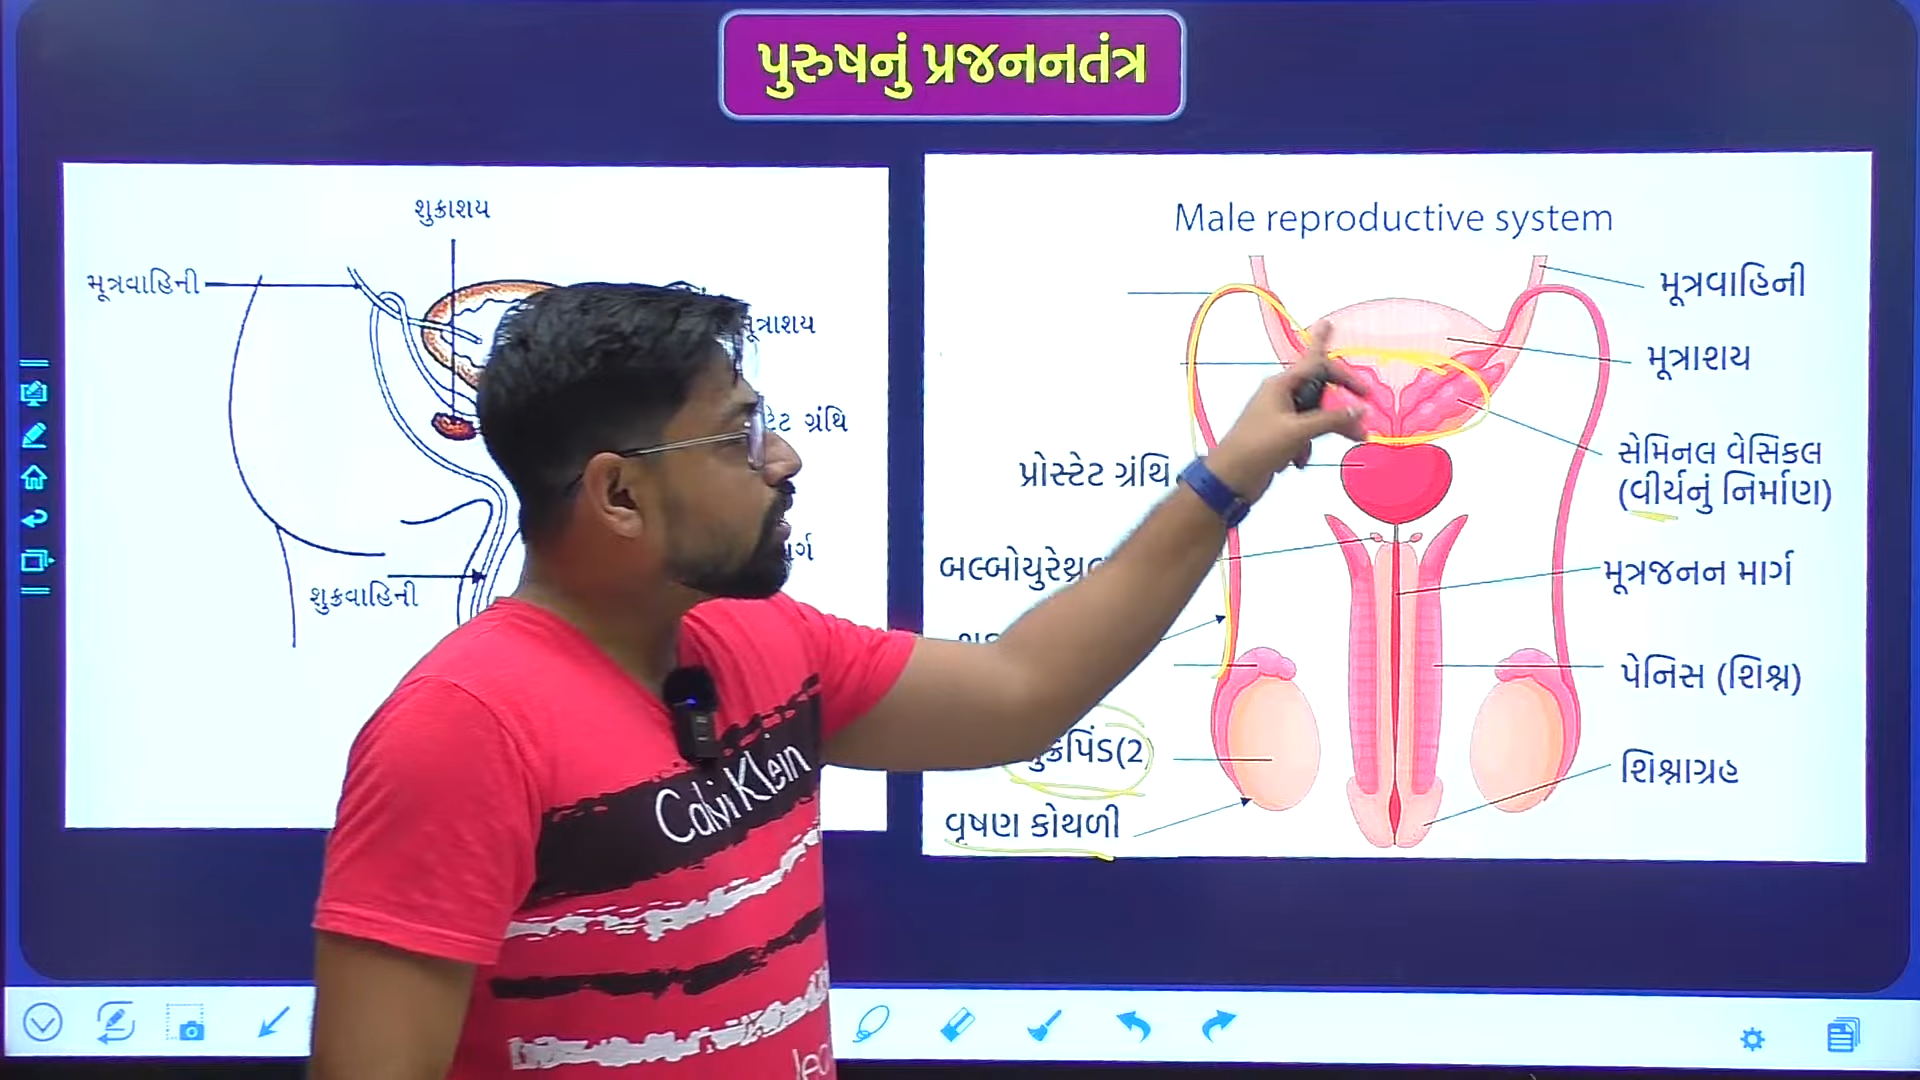 પુરુષનું પ્રજનનતંત્ર
શુક્રાશય
મૂત્રવાહિની
ગ્રંથિ
શુક્રવાહિની
Male reproductive system
મૂત્રવાહિની
મૂત્રાશય
સેમિનલ વેસિકલ
(વીર્યનું નિર્માણ)
પ્રોસ્ટેટ ગ્રંથિ
મૂત્રજનન માર્ગ
પેનિસ (શિશ્ન)
શિશ્નાગ્રહ
વૃષણ કોથળી
Calvin Klein